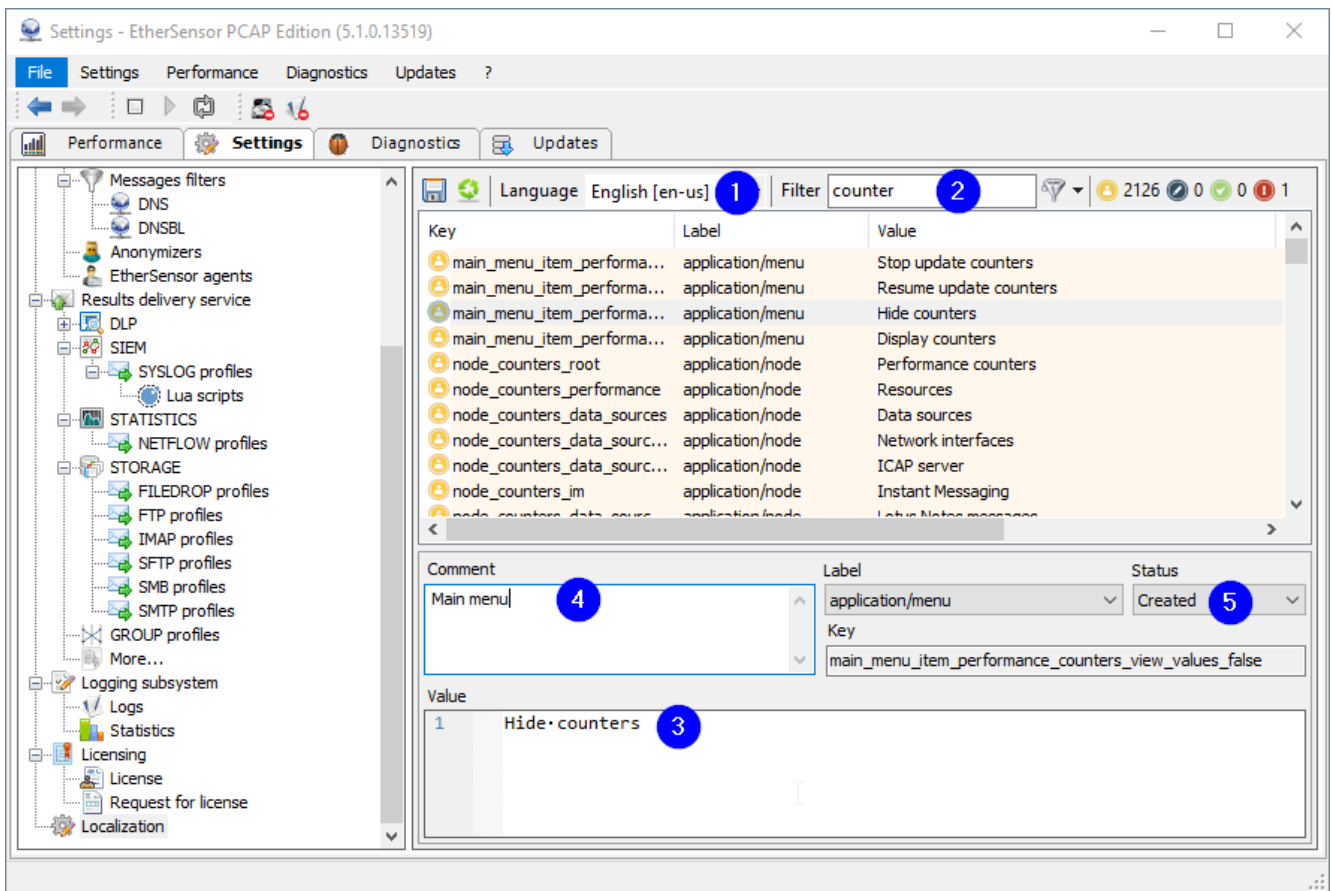 Settings - EtherSensor PCAP Edition (5.1.0.13519)
File Settings Performance Diagnostics Updates ?
Performance Settings Diagnostics Updates
Messages filters
DNS
DNSBL
Anonymizers
EtherSensor agents
Results delivery service
DLP
SIEM
SYSLOG profiles
Lua scripts
STATISTICS
NETFLOW profiles
STORAGE
FILEDROP profiles
FTP profiles
IMAP profiles
SFTP profiles
SMB profiles
SMTP profiles
GROUP profiles
More...
Logging subsystem
Logs
Statistics
Licensing
License
Request for license
Localization
Language English [en-us] 1 Filter counter 2 2126 0 0 1
Key Label Value
main_menu_item_performa... application/menu Stop update counters
main_menu_item_performa... application/menu Resume update counters
main_menu_item_performa... application/menu Hide counters
main_menu_item_performa... application/menu Display counters
node_counters_root application/node Performance counters
node_counters_performance application/node Resources
node_counters_data_sources application/node Data sources
node_counters_data_sourc... application/node Network interfaces
node_counters_data_sourc... application/node ICAP server
node_counters_im application/node Instant Messaging
node_counters_data_sourc... application/node Lotus Notes messages
Comment Label Status
Main menu 4 application/menu Created 5
Key
main_menu_item_performance_counters_view_values_false
Value
1 Hide·counters 3